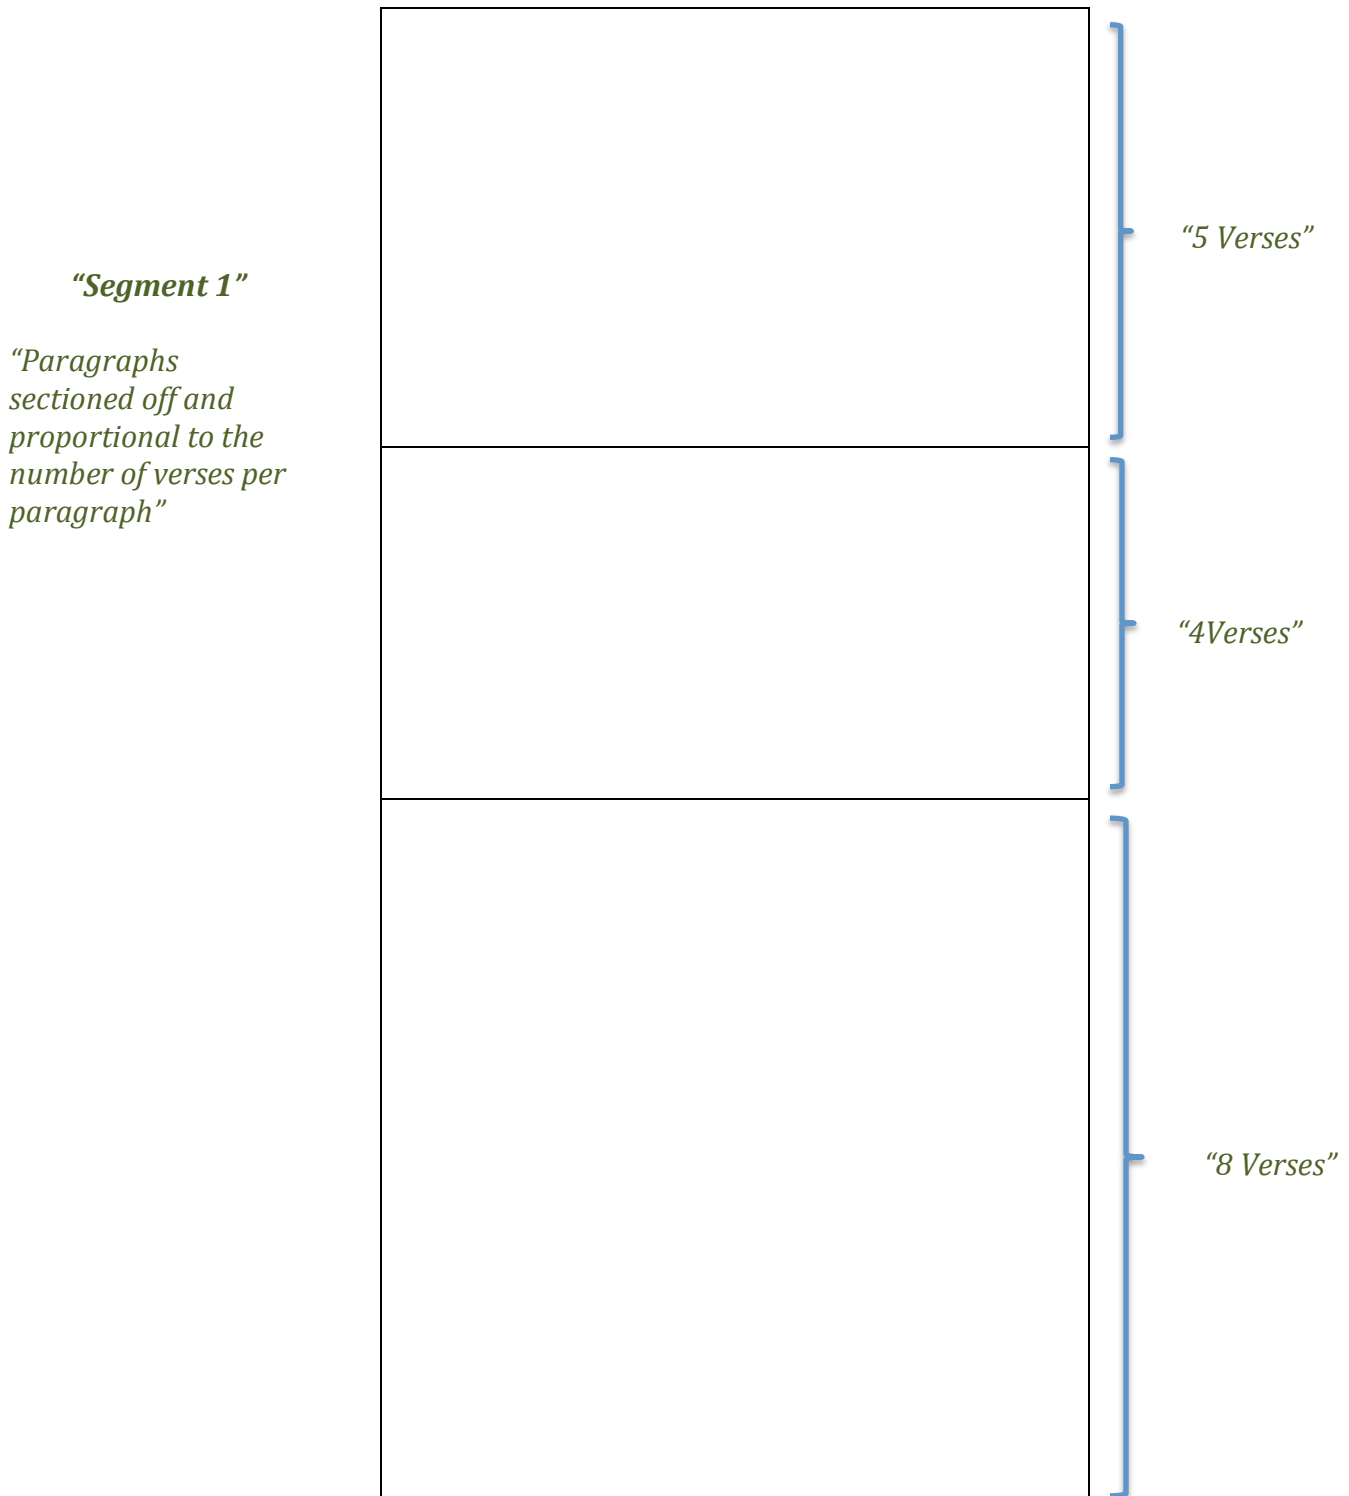 “5 Verses”
“Segment 1”
“Paragraphs
sectioned off and
proportional to the
number of verses per
paragraph”
“4Verses”
“8 Verses”